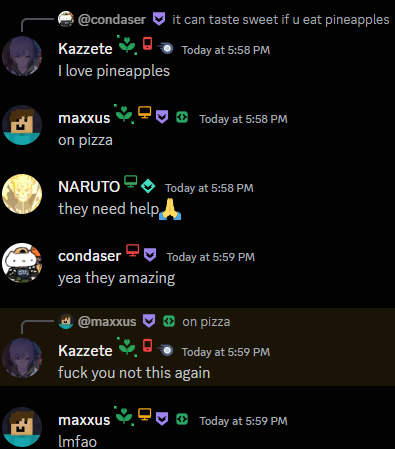 @condaser it can taste sweet if u eat pineapples
Kazzete Today at 5:58 PM
I love pineapples
maxxus Today at 5:58 PM
on pizza
NARUTO Today at 5:58 PM
they need help🙏
condaser Today at 5:59 PM
yea they amazing
@maxxus on pizza
Kazzete Today at 5:59 PM
fuck you not this again
maxxus Today at 5:59 PM
lmfao